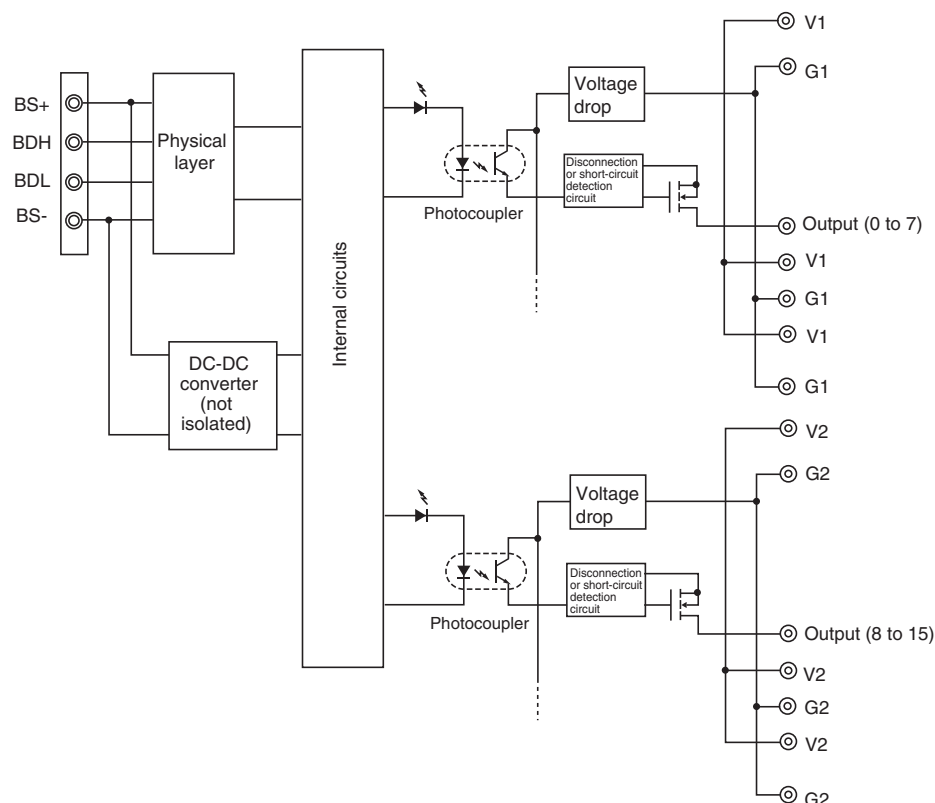 BS+
BDH
BDL
BS-
Physical
layer
DC-DC
converter
(not
isolated)
Internal circuits
Photocoupler
Voltage
drop
Disconnection
or short-circuit
detection
circuit
V1
G1
Output (0 to 7)
V1
G1
V1
G1
Photocoupler
Voltage
drop
Disconnection
or short-circuit
detection
circuit
V2
G2
Output (8 to 15)
V2
G2
V2
G2